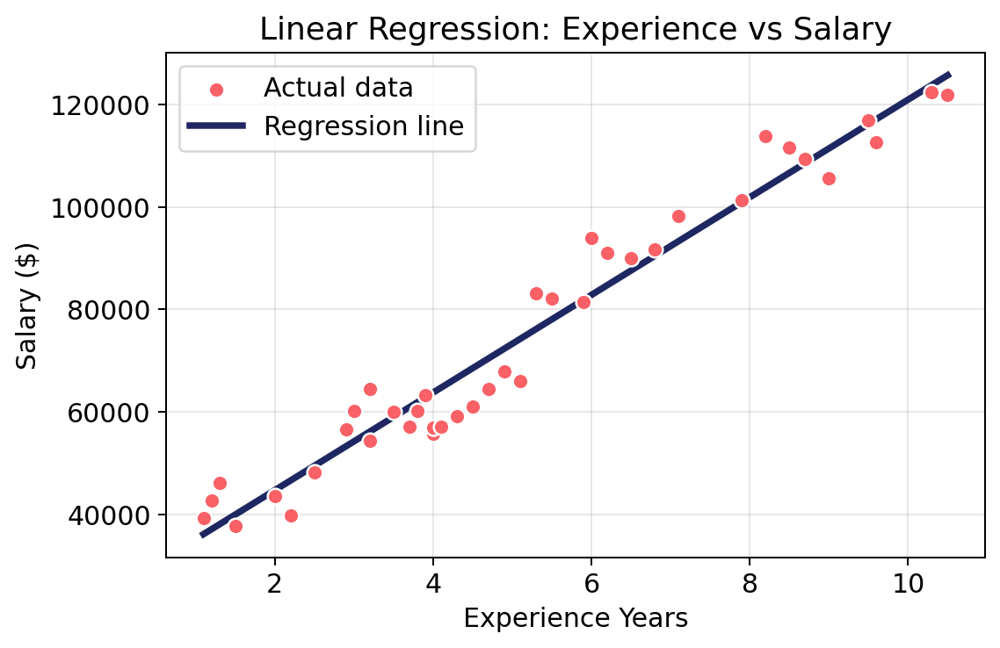 Linear Regression: Experience vs Salary
Actual data
Regression line
120000
100000
80000
60000
40000
Salary ($)
2 4 6 8 10
Experience Years